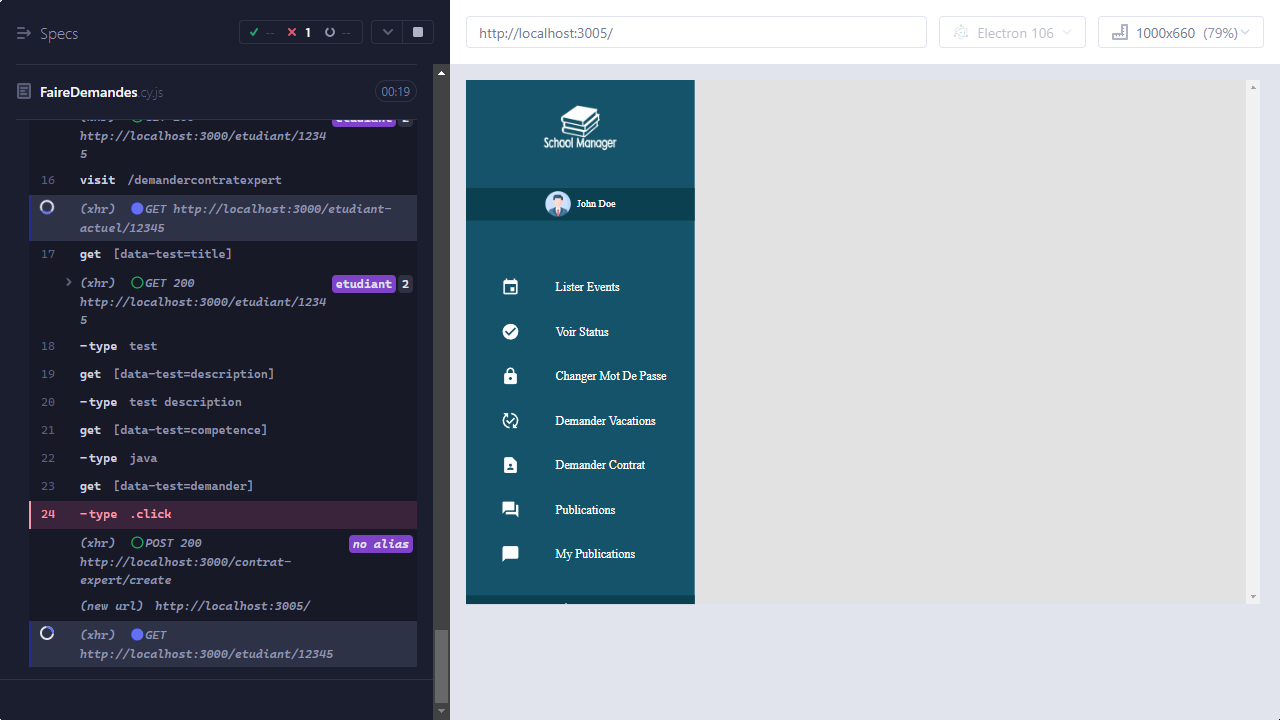 Specs
-- 1 --
http://localhost:3005/
Electron 106
1000x660 (79%)
FaireDemandes cy.js
00:19
(xhr) GET 200
etudiant 2
http://localhost:3000/etudiant/1234
5
16 visit /demandercontratexpert
(xhr) GET http://localhost:3000/etudiant-
actuel/12345
17 get [data-test=title]
(xhr) GET 200
etudiant 2
http://localhost:3000/etudiant/1234
5
18 -type test
19 get [data-test=description]
20 -type test description
21 get [data-test=competence]
22 -type java
23 get [data-test=demander]
24 -type .click
(xhr) POST 200
no alias
http://localhost:3000/contrat-
expert/create
(new url) http://localhost:3005/
(xhr) GET
http://localhost:3000/etudiant/12345
School Manager
John Doe
Lister Events
Voir Status
Changer Mot De Passe
Demander Vacations
Demander Contrat
Publications
My Publications